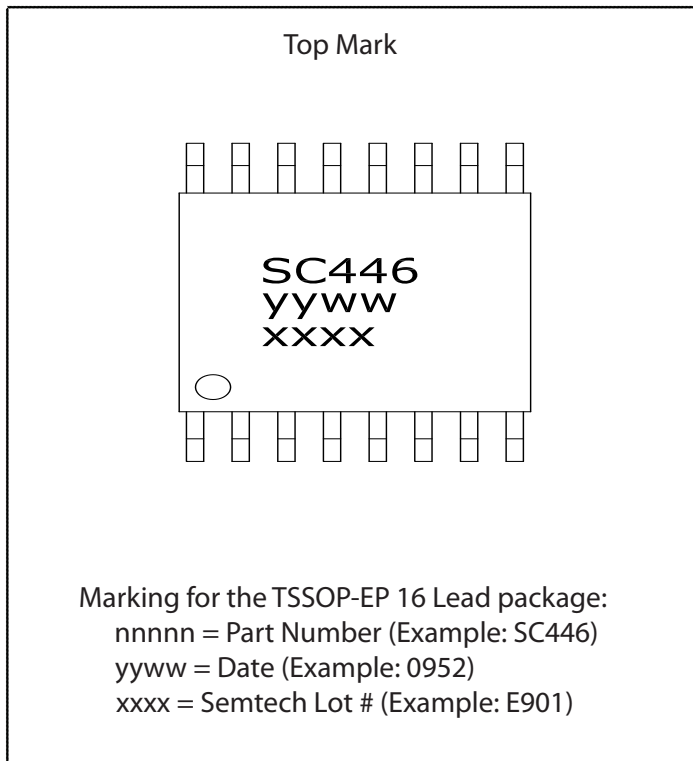 Top Mark
SC446
yyww
xxxx
Marking for the TSSOP-EP 16 Lead package:
nnnnn = Part Number (Example: SC446)
yyww = Date (Example: 0952)
xxxx = Semtech Lot # (Example: E901)